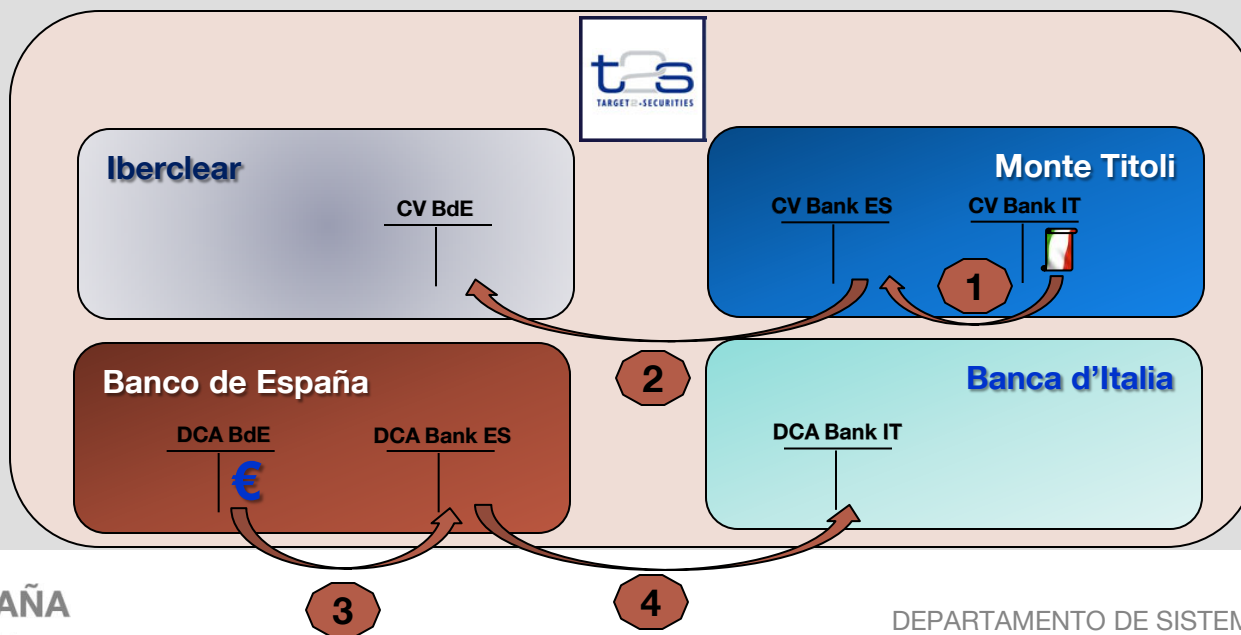 t2s
TARGET2-SECURITIES
Iberclear
CV BdE
Monte Titoli
CV Bank ES
CV Bank IT
1
2
Banco de España
DCA BdE
€
DCA Bank ES
Banca d’Italia
DCA Bank IT
3
4
AÑA
DEPARTAMENTO DE SISTEM